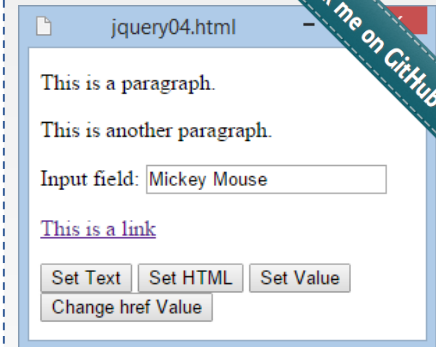 jquery04.html
me on GitHub
This is a paragraph.
This is another paragraph.
Input field: Mickey Mouse
This is a link
Set Text Set HTML Set Value
Change href Value